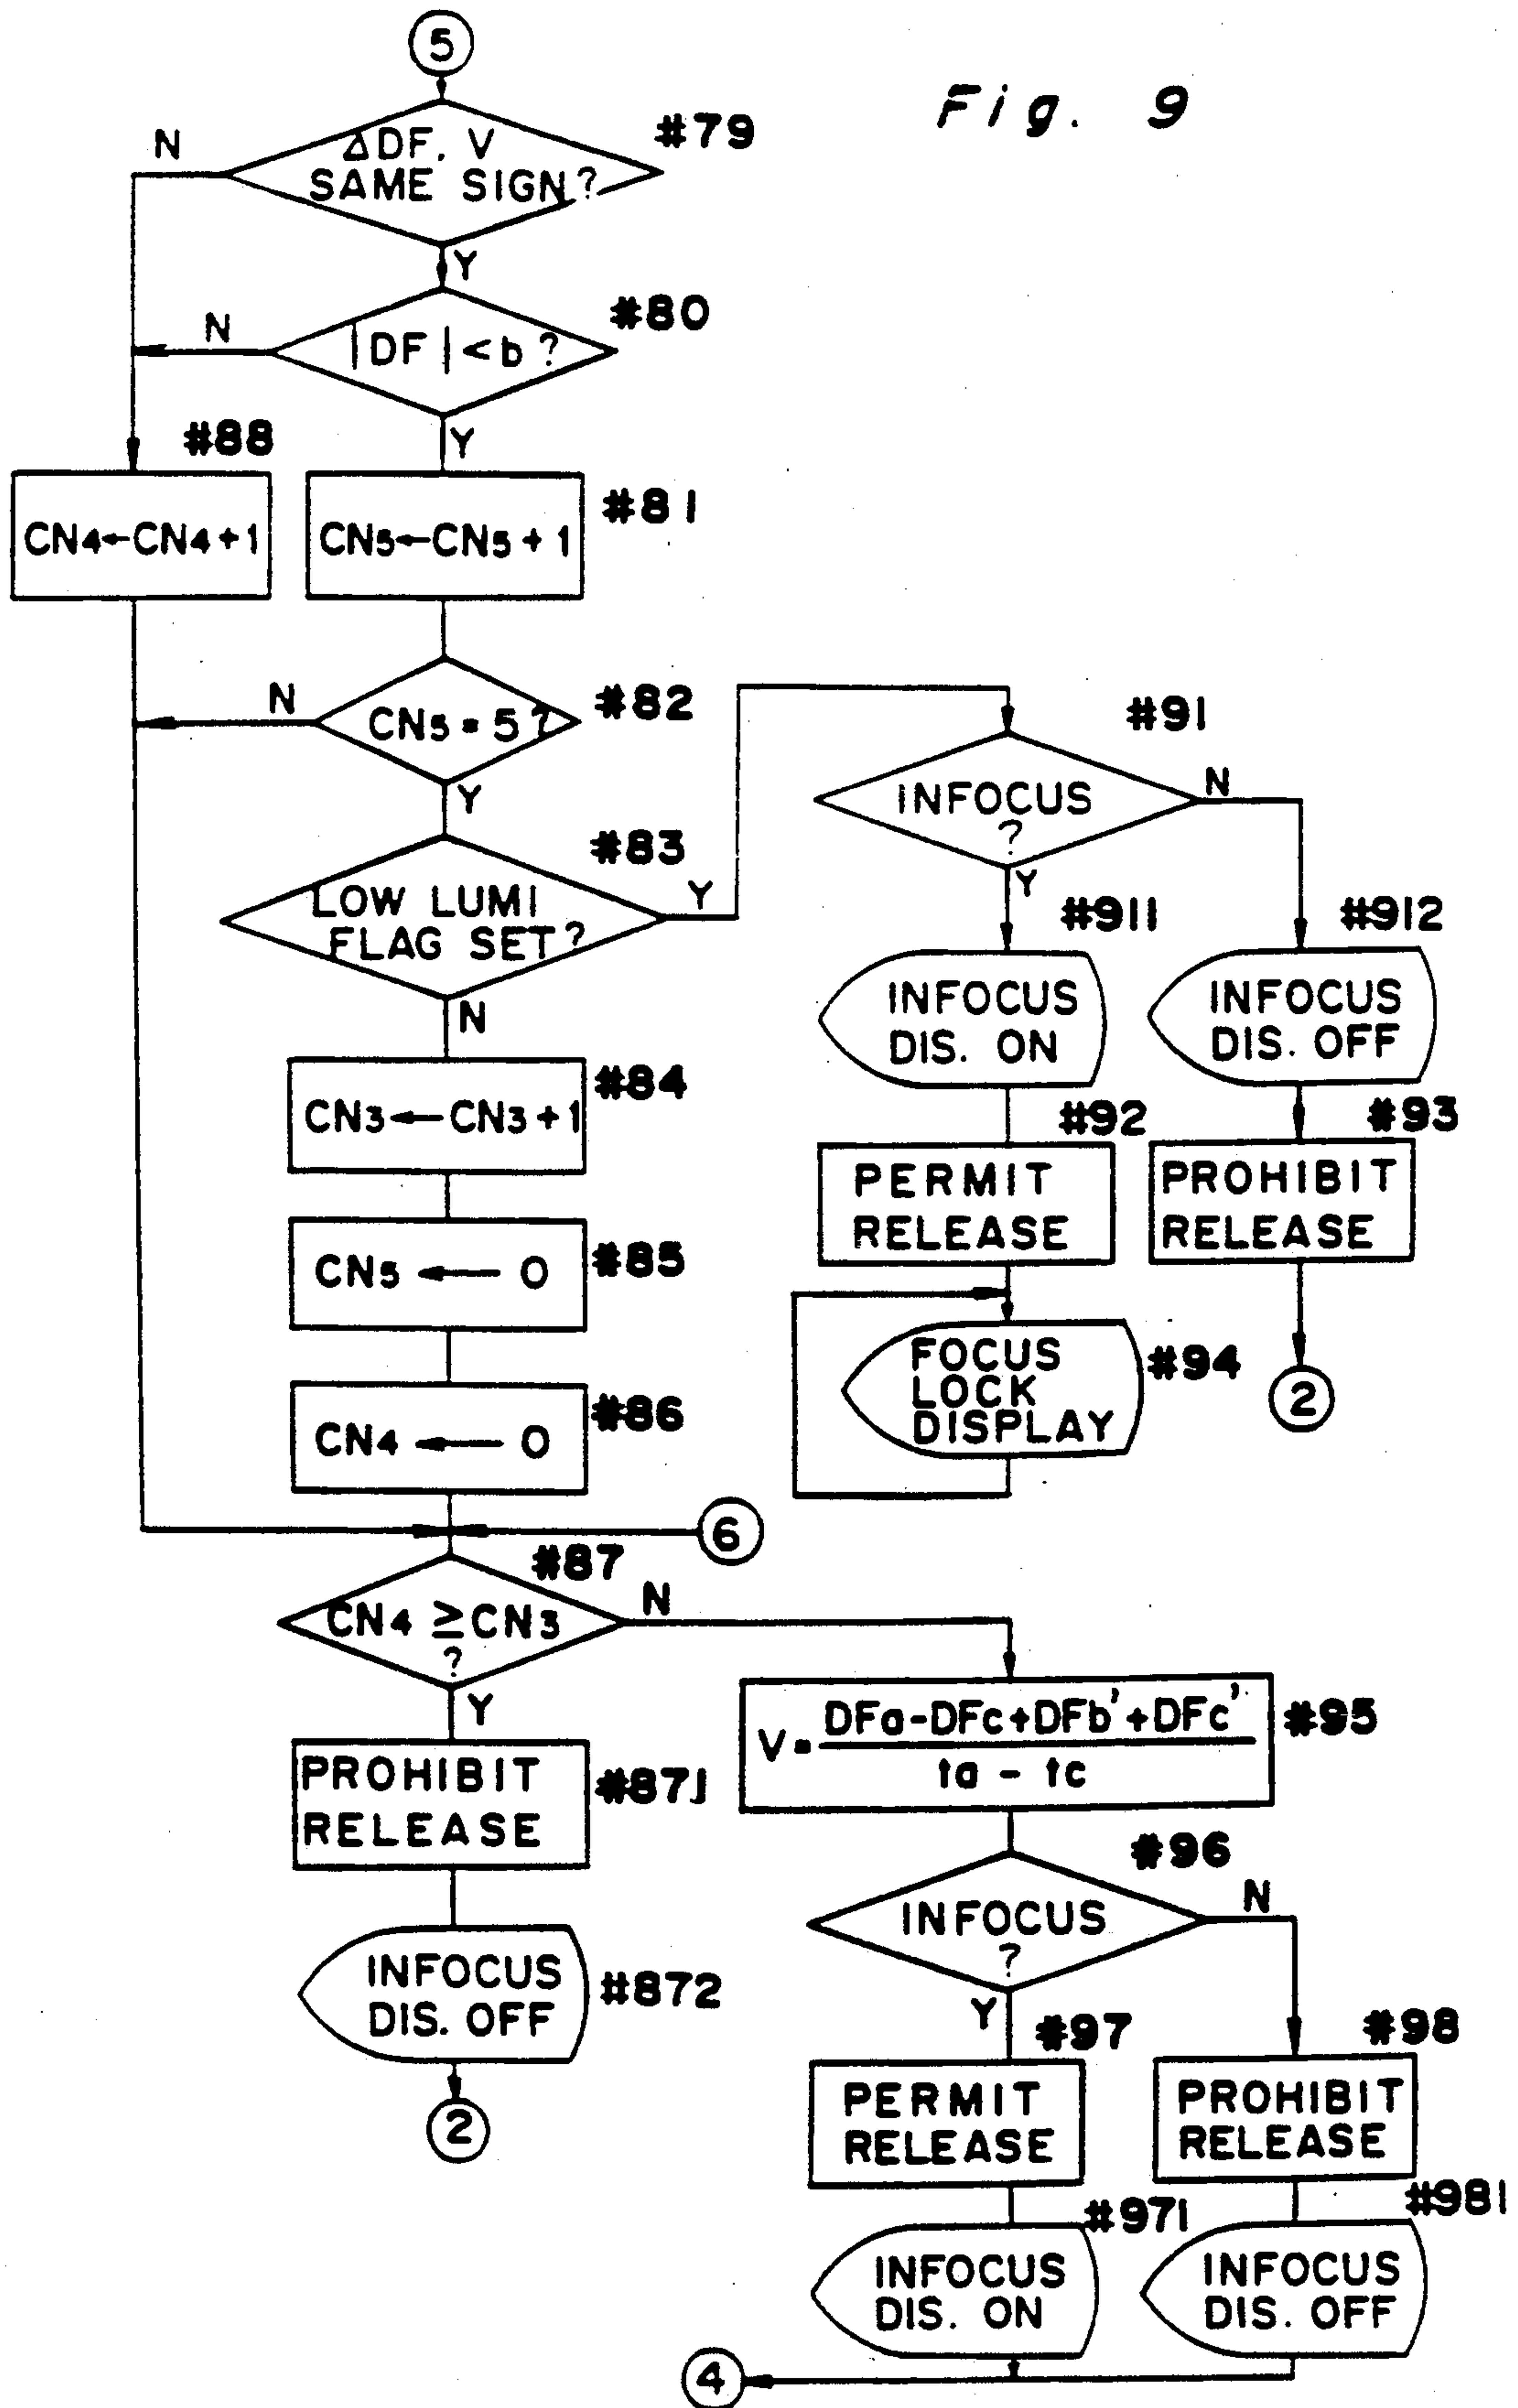 5
Fig. 9
#79
N
ΔDF. V
SAME SIGN?
Y
#80
N
|DF|<b?
Y
#88
#81
CN4←CN4+1
CN5←CN5+1
#82
N
CN5=5?
Y
#83
LOW LUMI
FLAG SET?
Y
N
#91
INFOCUS
?
N
Y
#911
#912
INFOCUS
DIS. ON
INFOCUS
DIS. OFF
#84
CN3←CN3+1
#92
#93
PERMIT
RELEASE
PROHIBIT
RELEASE
#85
CN5←0
#94
FOCUS
LOCK
DISPLAY
2
#86
CN4←0
6
#87
CN4≥CN3
?
N
Y
V=(DFa-DFc+DFb'+DFc')/(ta-tc)
#95
PROHIBIT
RELEASE
#871
#96
INFOCUS
?
N
Y
INFOCUS
DIS. OFF
#872
2
#97
#98
PERMIT
RELEASE
PROHIBIT
RELEASE
#971
#981
INFOCUS
DIS. ON
INFOCUS
DIS. OFF
4